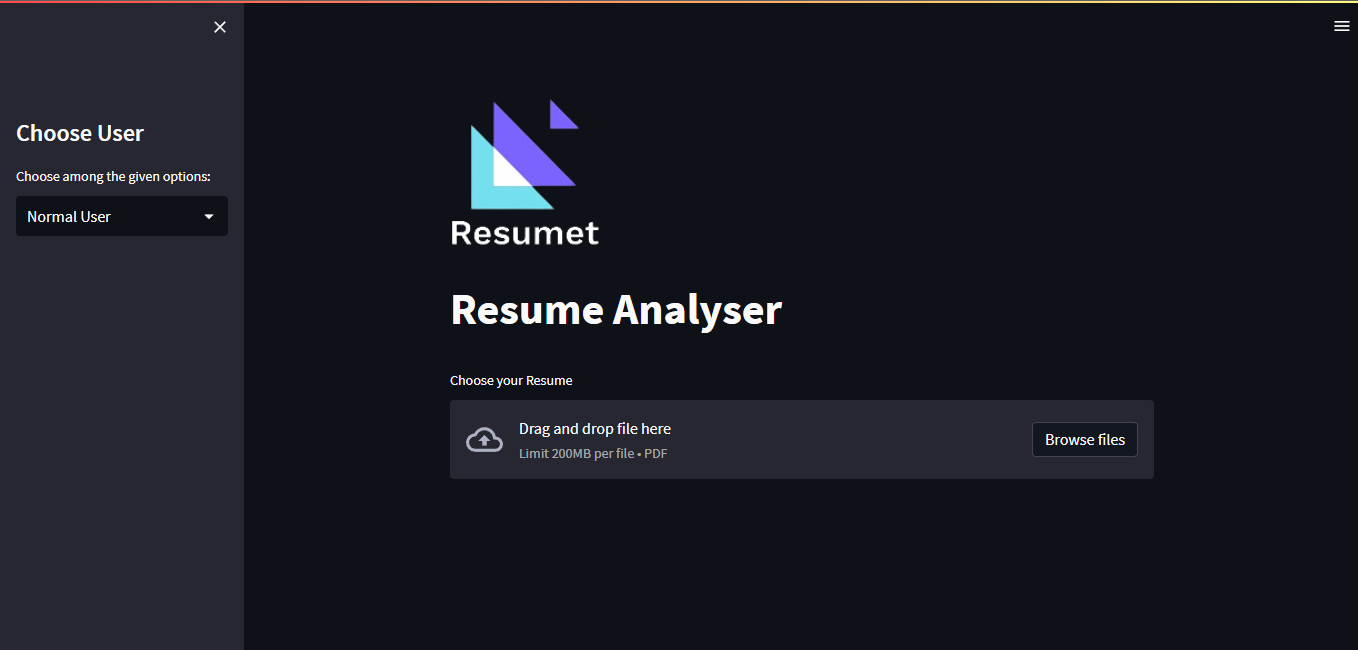 Choose User
Choose among the given options:
Normal User
Resumet
Resume Analyser
Choose your Resume
Drag and drop file here
Limit 200MB per file • PDF
Browse files